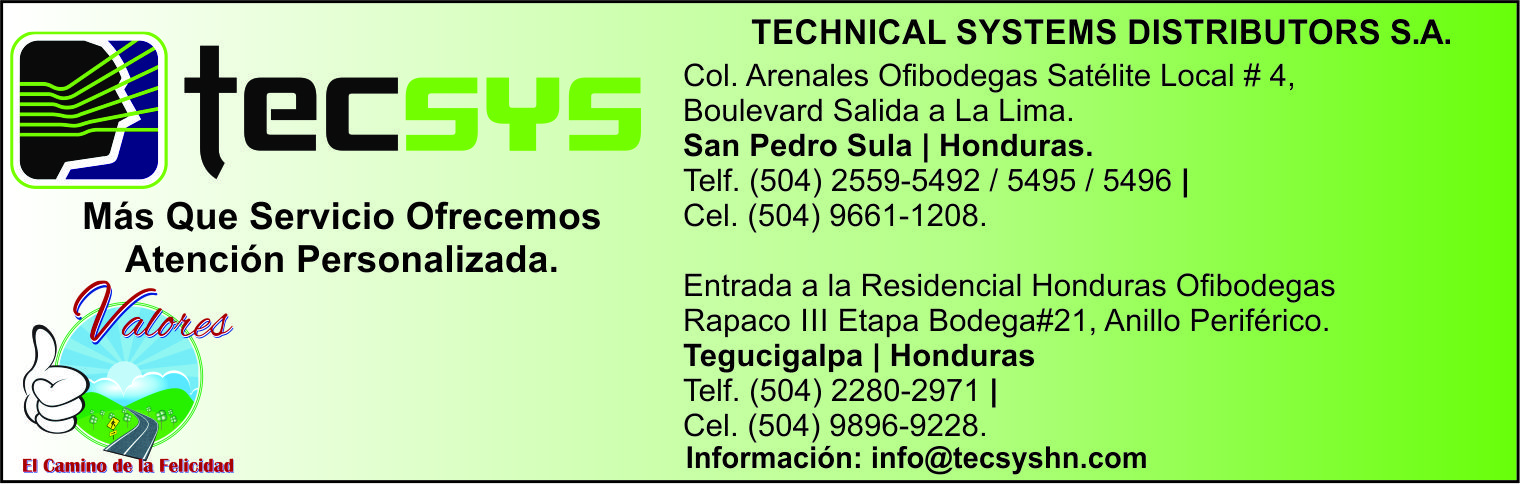 tecsys
Más Que Servicio Ofrecemos
Atención Personalizada.
Valores
El Camino de la Felicidad
TECHNICAL SYSTEMS DISTRIBUTORS S.A.
Col. Arenales Ofibodegas Satélite Local # 4,
Boulevard Salida a La Lima.
San Pedro Sula | Honduras.
Telf. (504) 2559-5492 / 5495 / 5496 |
Cel. (504) 9661-1208.
Entrada a la Residencial Honduras Ofibodegas
Rapaco III Etapa Bodega#21, Anillo Periférico.
Tegucigalpa | Honduras
Telf. (504) 2280-2971 |
Cel. (504) 9896-9228.
Información: info@tecsyshn.com